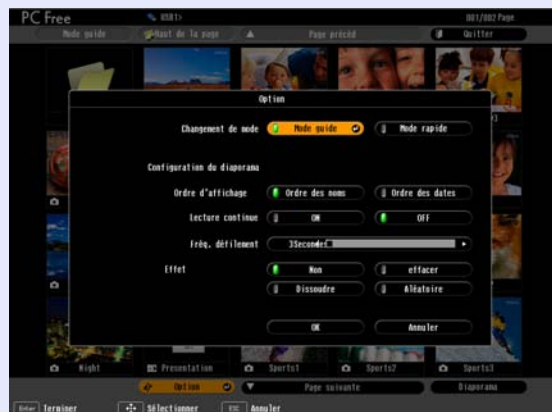 PC Free USB1> 001/002 Page
Mode guide Haut de la page Page précéd Quitter
Option
Changement de mode Mode guide Mode rapide
Configuration du diaporama
Ordre d'affichage Ordre des noms Ordre des dates
Lecture continue ON OFF
Fréq. défilement 3Secondes
Effet Non effacer
Dissoudre Aléatoire
OK Annuler
Night Presentation Sports1 Sports2 Sports3
Option Page suivante Diaporama
Enter Terminer Sélectionner ESC Annuler